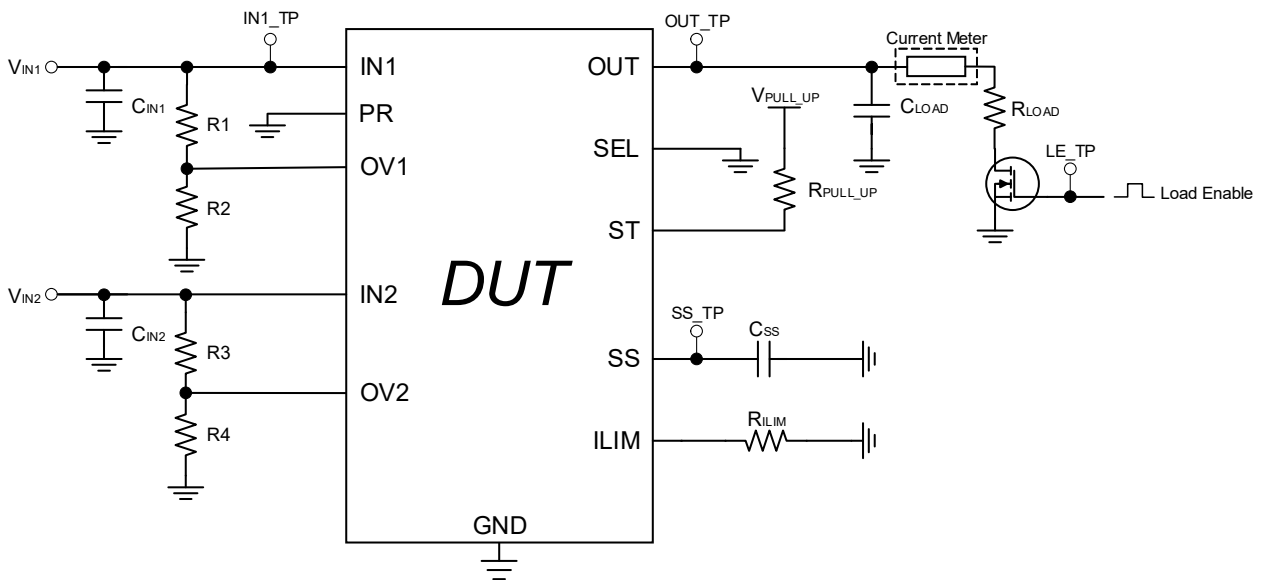 IN1_TP
OUT_TP
Current Meter
VIN1
IN1
OUT
CIN1
VPULL_UP
CLOAD
RLOAD
R1
PR
SEL
LE_TP
OV1
RPULL_UP
Load Enable
R2
ST
DUT
VIN2
IN2
SS_TP
CSS
CIN2
R3
SS
OV2
R4
RILIM
ILIM
GND